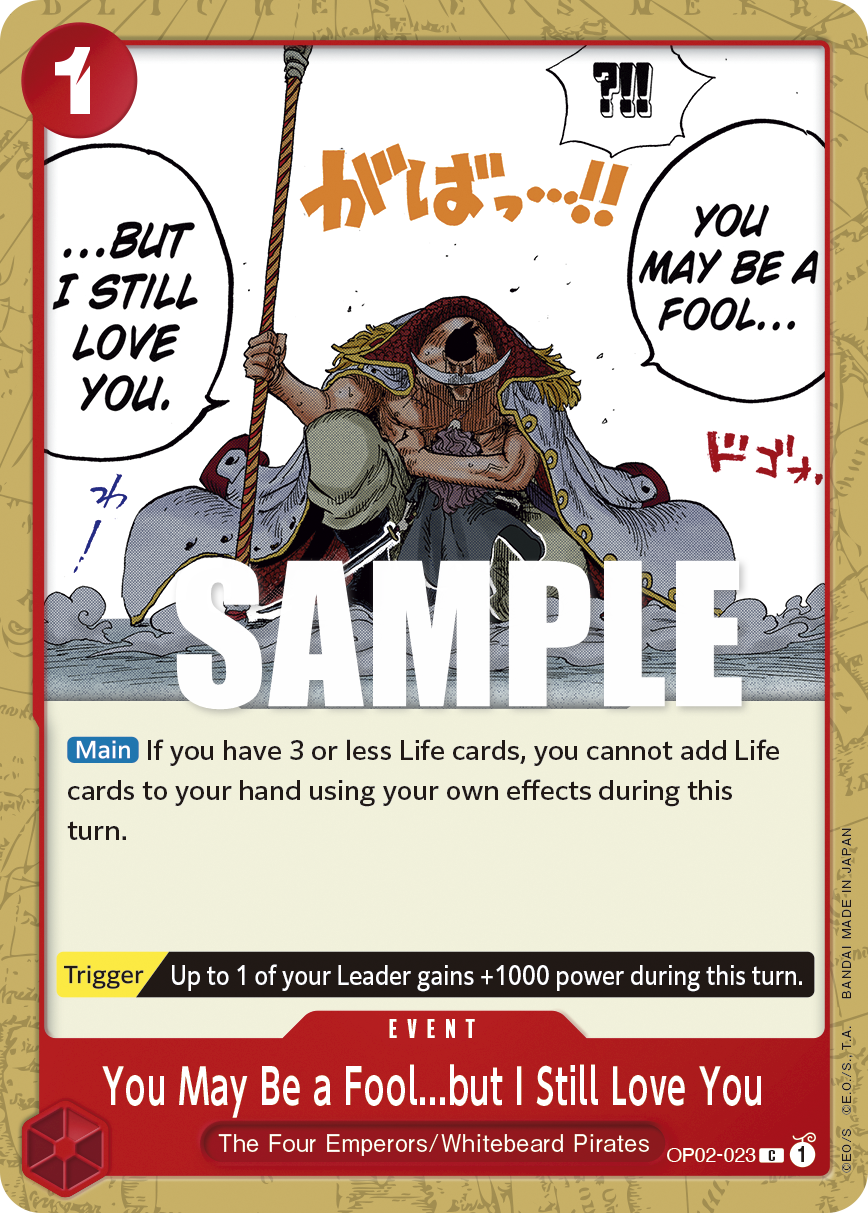 1
?!!
がばっ…!!
YOU
MAY BE A
FOOL...
...BUT
I STILL
LOVE
YOU.
ドゴォ
SAMPLE
Main If you have 3 or less Life cards, you cannot add Life
cards to your hand using your own effects during this
turn.
Trigger Up to 1 of your Leader gains +1000 power during this turn.
EVENT
You May Be a Fool...but I Still Love You
The Four Emperors/Whitebeard Pirates
OP02-023 C 1
©EO/S ©E.O./S.,T.A. BANDAI MADE IN JAPAN